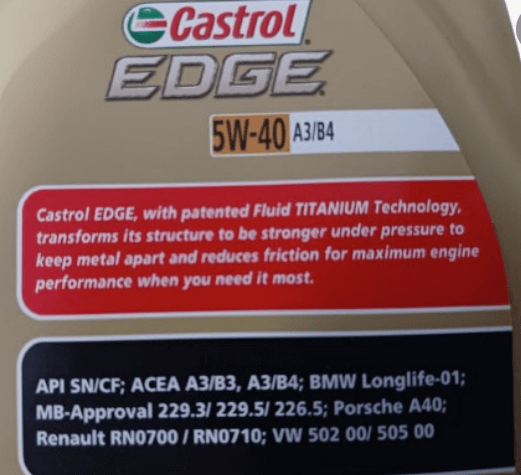 Castrol
EDGE
5W-40 A3/B4
Castrol EDGE, with patented Fluid TITANIUM Technology,
transforms its structure to be stronger under pressure to
keep metal apart and reduces friction for maximum engine
performance when you need it most.
API SN/CF; ACEA A3/B3, A3/B4; BMW Longlife-01;
MB-Approval 229.3/ 229.5/ 226.5; Porsche A40;
Renault RN0700 / RN0710; VW 502 00/ 505 00